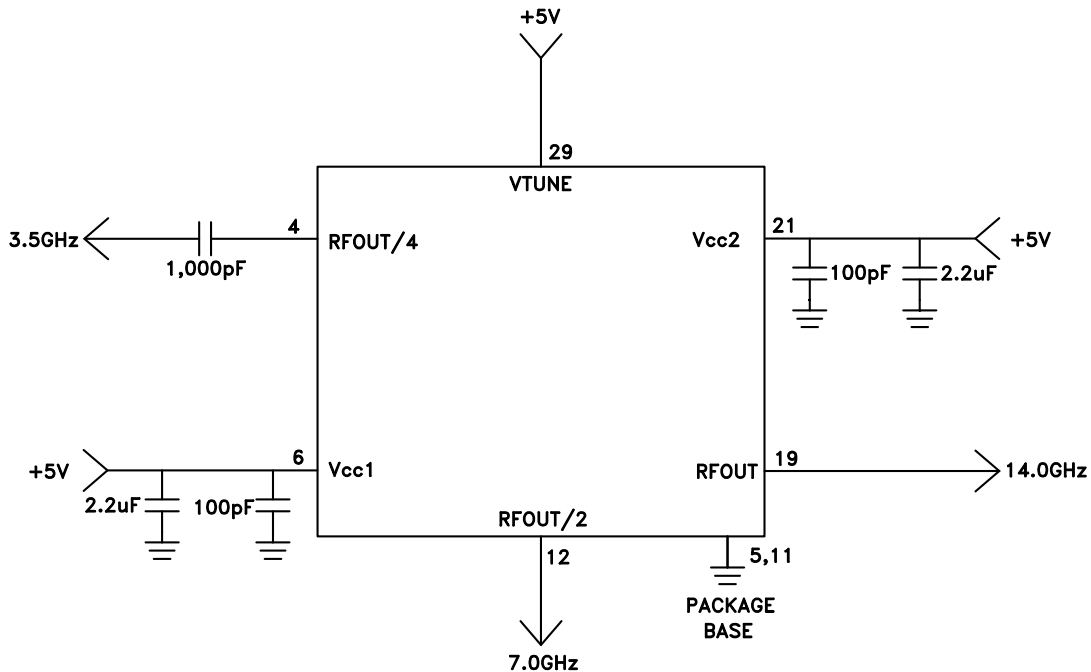 +5V
29
VTUNE
3.5GHz
1,000pF
4
RFOUT/4
Vcc2
21
+5V
100pF
2.2uF
+5V
2.2uF
100pF
6
Vcc1
RFOUT
19
14.0GHz
RFOUT/2
12
5,11
PACKAGE
BASE
7.0GHz